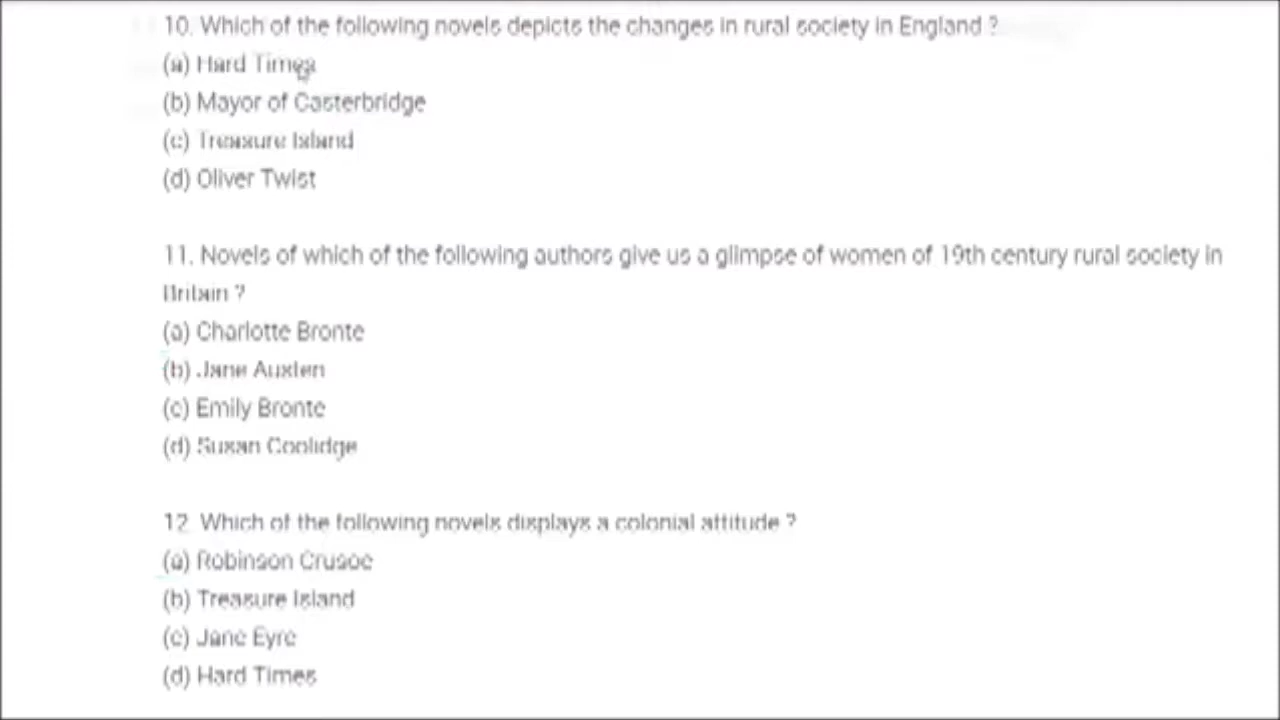 10. Which of the following novels depicts the changes in rural society in England ?
(a) Hard Times
(b) Mayor of Casterbridge
(c) Treasure Island
(d) Oliver Twist
11. Novels of which of the following authors give us a glimpse of women of 19th century rural society in
Britain ?
(a) Charlotte Bronte
(b) Jane Austen
(c) Emily Bronte
(d) Susan Coolidge
12. Which of the following novels displays a colonial attitude ?
(a) Robinson Crusoe
(b) Treasure Island
(c) Jane Eyre
(d) Hard Times